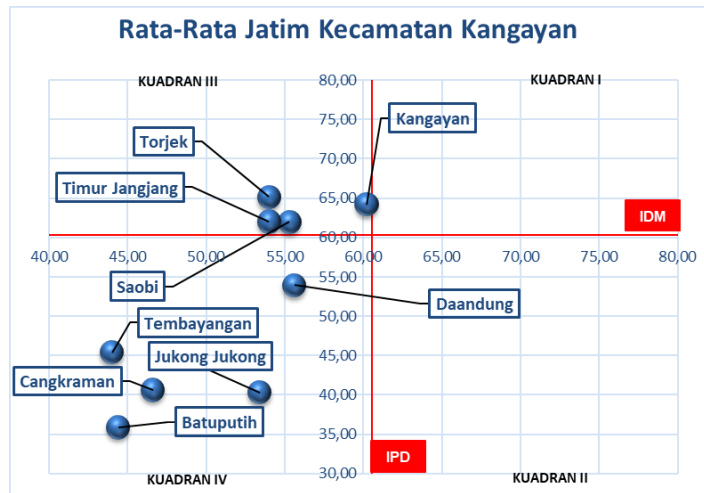 Rata-Rata Jatim Kecamatan Kangayan
KUADRAN III
80,00
KUADRAN I
75,00
Kangayan
Torjek
70,00
Timur Jangjang
65,00
IDM
60,00
40,00 45,00 50,00 55,00 60,00 65,00 70,00 75,00 80,00
Saobi
55,00
Daandung
Tembayangan
50,00
Jukong Jukong
45,00
Cangkraman
40,00
Batuputih
35,00
IPD
30,00
KUADRAN IV
KUADRAN II